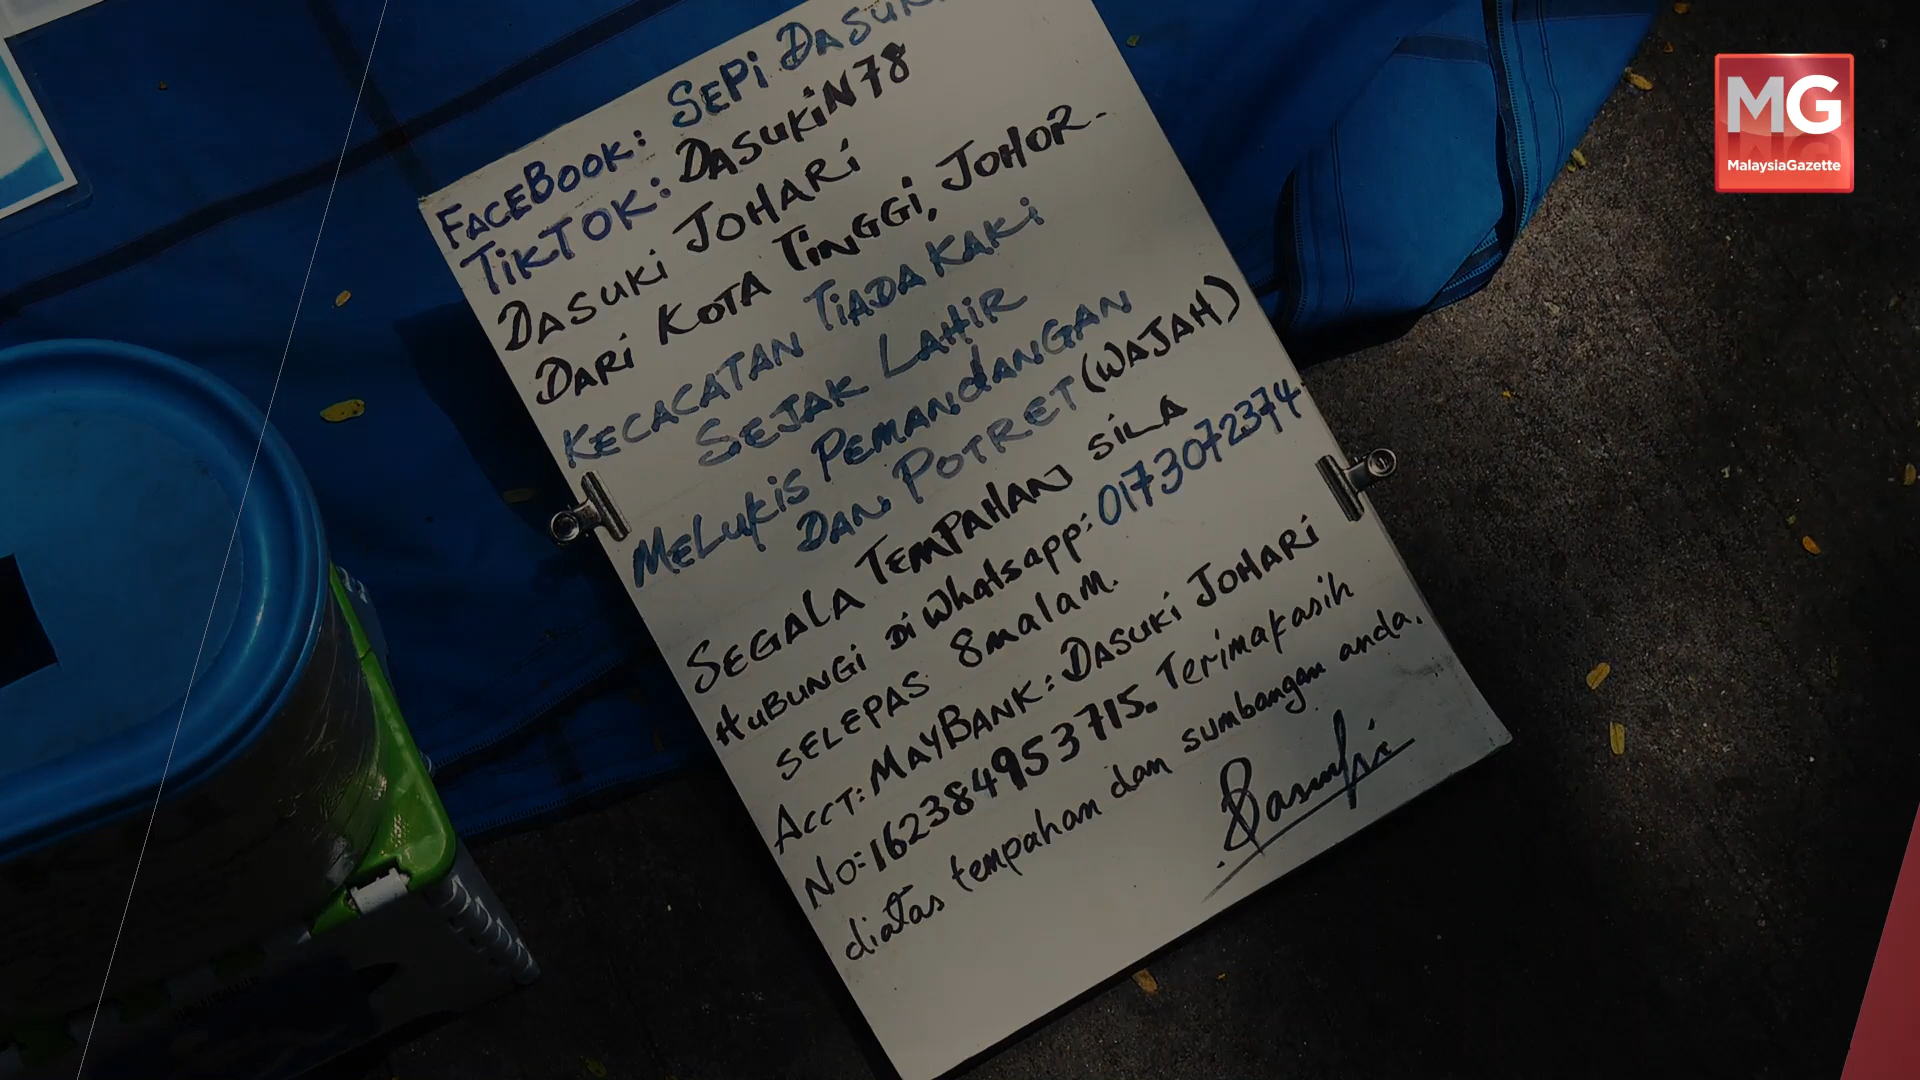 FACEBOOK: SEPI DASUKI
TIKTOK: DASUKIN78
DASUKI JOHARI
DARI KOTA TINGGI, JOHOR.
KECACATAN TIADA KAKI
SEJAK LAHIR
MELUKIS PEMANDANGAN
DAN POTRET (WAJAH)
SEGALA TEMPAHAN SILA
HUBUNGI DI Whatsapp: 0173072374
SELEPAS 8malam.
ACCT: MAYBANK: DASUKI JOHARI
NO: 162384953715. Terimakasih
diatas tempahan dan sumbangan anda.
MG
MalaysiaGazette